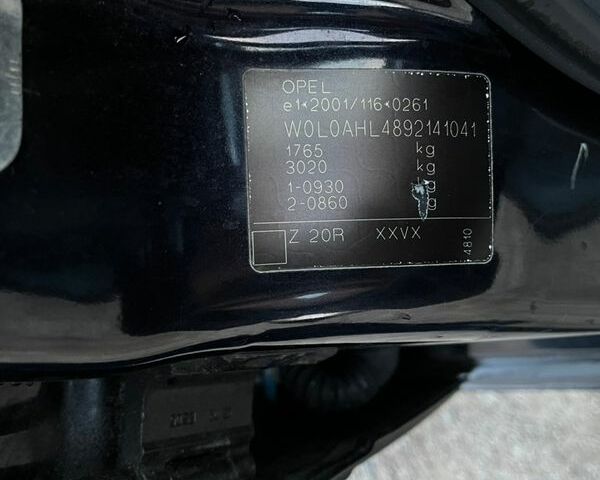 OPEL
e1*2001/116*0261
W0L0AHL4892141041
1765 kg
3020 kg
1-0930 kg
2-0860 kg
Z 20R XXVX
4810